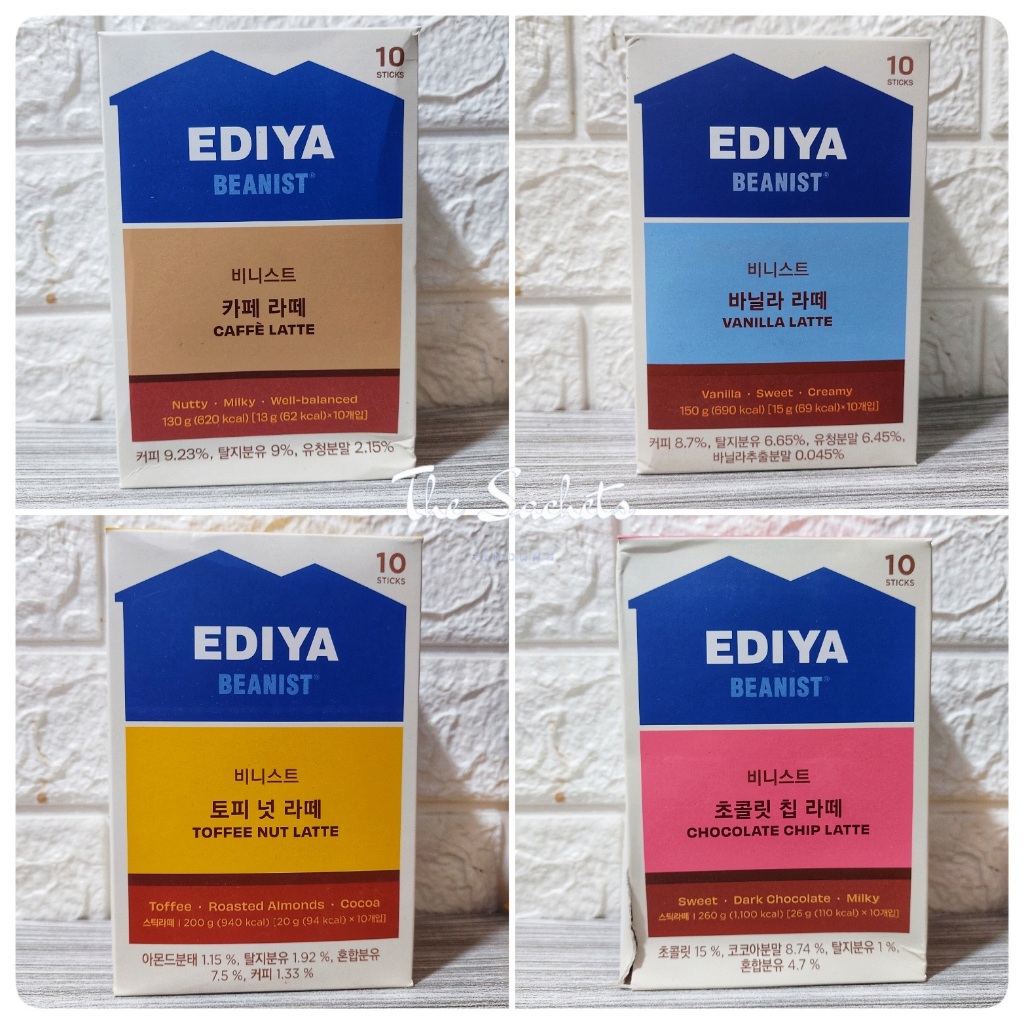 10
STICKS
EDIYA
BEANIST®
비니스트
카페 라떼
CAFFÈ LATTE
Nutty · Milky · Well-balanced
130 g (620 kcal) [13 g (62 kcal)×10개입]
커피 9.23%, 탈지분유 9%, 유청분말 2.15%
10
STICKS
EDIYA
BEANIST®
비니스트
바닐라 라떼
VANILLA LATTE
Vanilla · Sweet · Creamy
150 g (690 kcal) [15 g (69 kcal)×10개입]
커피 8.7%, 탈지분유 6.65%, 유청분말 6.45%,
바닐라추출분말 0.045%
The Sachets
10
STICKS
EDIYA
BEANIST®
비니스트
토피 넛 라떼
TOFFEE NUT LATTE
Toffee · Roasted Almonds · Cocoa
스틱라떼 | 200 g (940 kcal) [20 g (94 kcal) × 10개입]
아몬드분태 1.15 %, 탈지분유 1.92 %, 혼합분유
7.5 %, 커피 1.33 %
10
STICKS
EDIYA
BEANIST®
비니스트
초콜릿 칩 라떼
CHOCOLATE CHIP LATTE
Sweet · Dark Chocolate · Milky
스틱라떼 | 260 g (1,100 kcal) [26 g (110 kcal) × 10개입]
초콜릿 15 %, 코코아분말 8.74 %, 탈지분유 1 %,
혼합분유 4.7 %